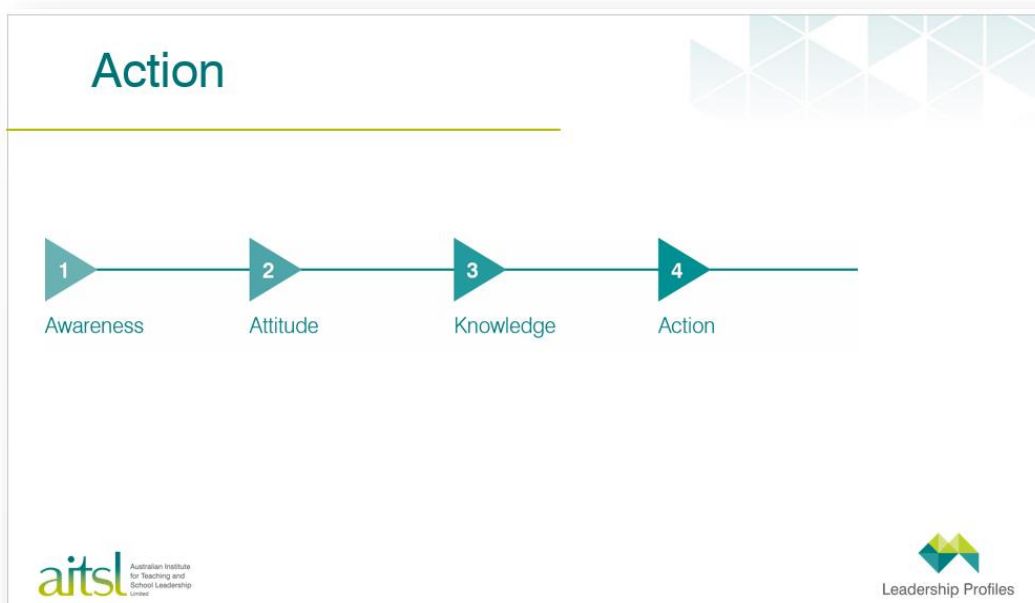 Action
1
2
3
4
Awareness
Attitude
Knowledge
Action
aitsl
Australian Institute
for Teaching and
School Leadership
Limited
Leadership Profiles